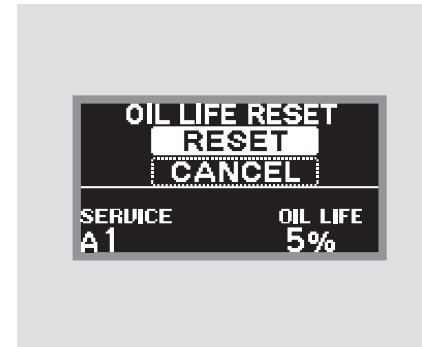 OIL LIFE RESET
RESET
CANCEL
SERVICE OIL LIFE
A1 5%